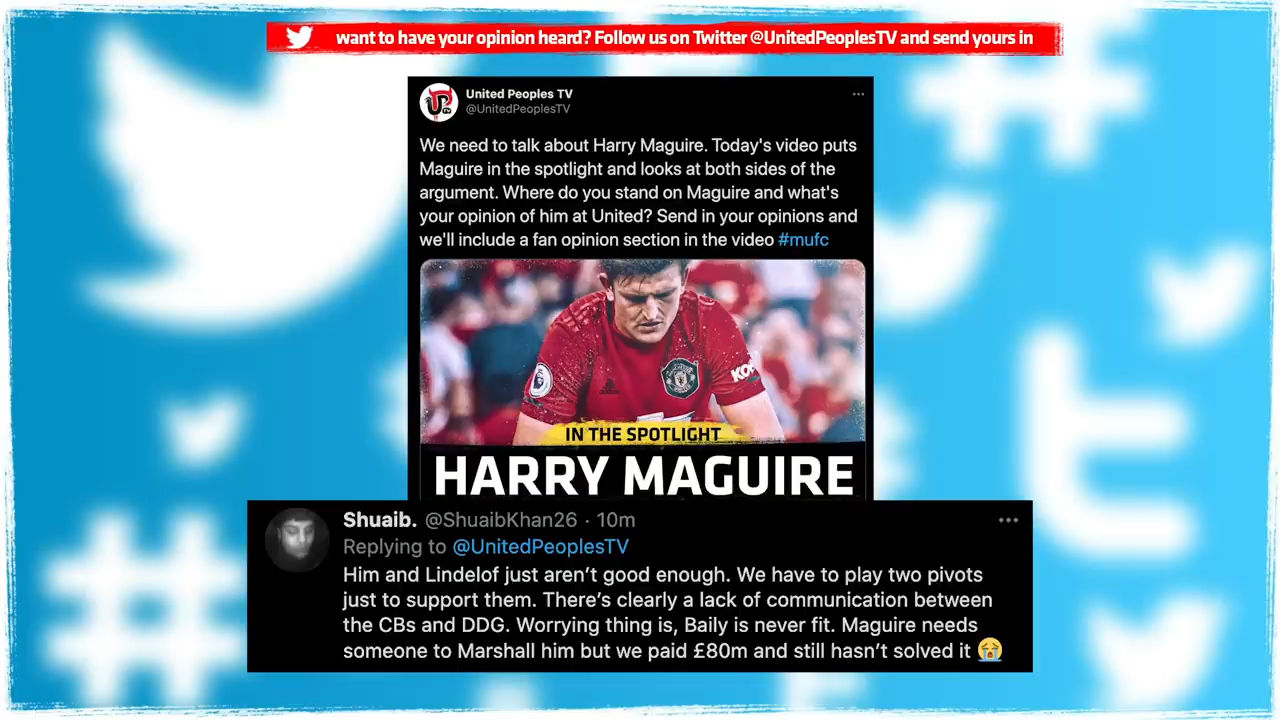 want to have your opinion heard? Follow us on Twitter @UnitedPeoplesTV and send yours in
United Peoples TV
@UnitedPeoplesTV
We need to talk about Harry Maguire. Today's video puts
Maguire in the spotlight and looks at both sides of the
argument. Where do you stand on Maguire and what's
your opinion of him at United? Send in your opinions and
we'll include a fan opinion section in the video #mufc
KOH
IN THE SPOTLIGHT
HARRY MAGUIRE
Shuaib. @ShuaibKhan26 · 10m
Replying to @UnitedPeoplesTV
Him and Lindelof just aren’t good enough. We have to play two pivots
just to support them. There’s clearly a lack of communication between
the CBs and DDG. Worrying thing is, Baily is never fit. Maguire needs
someone to Marshall him but we paid £80m and still hasn’t solved it 😭